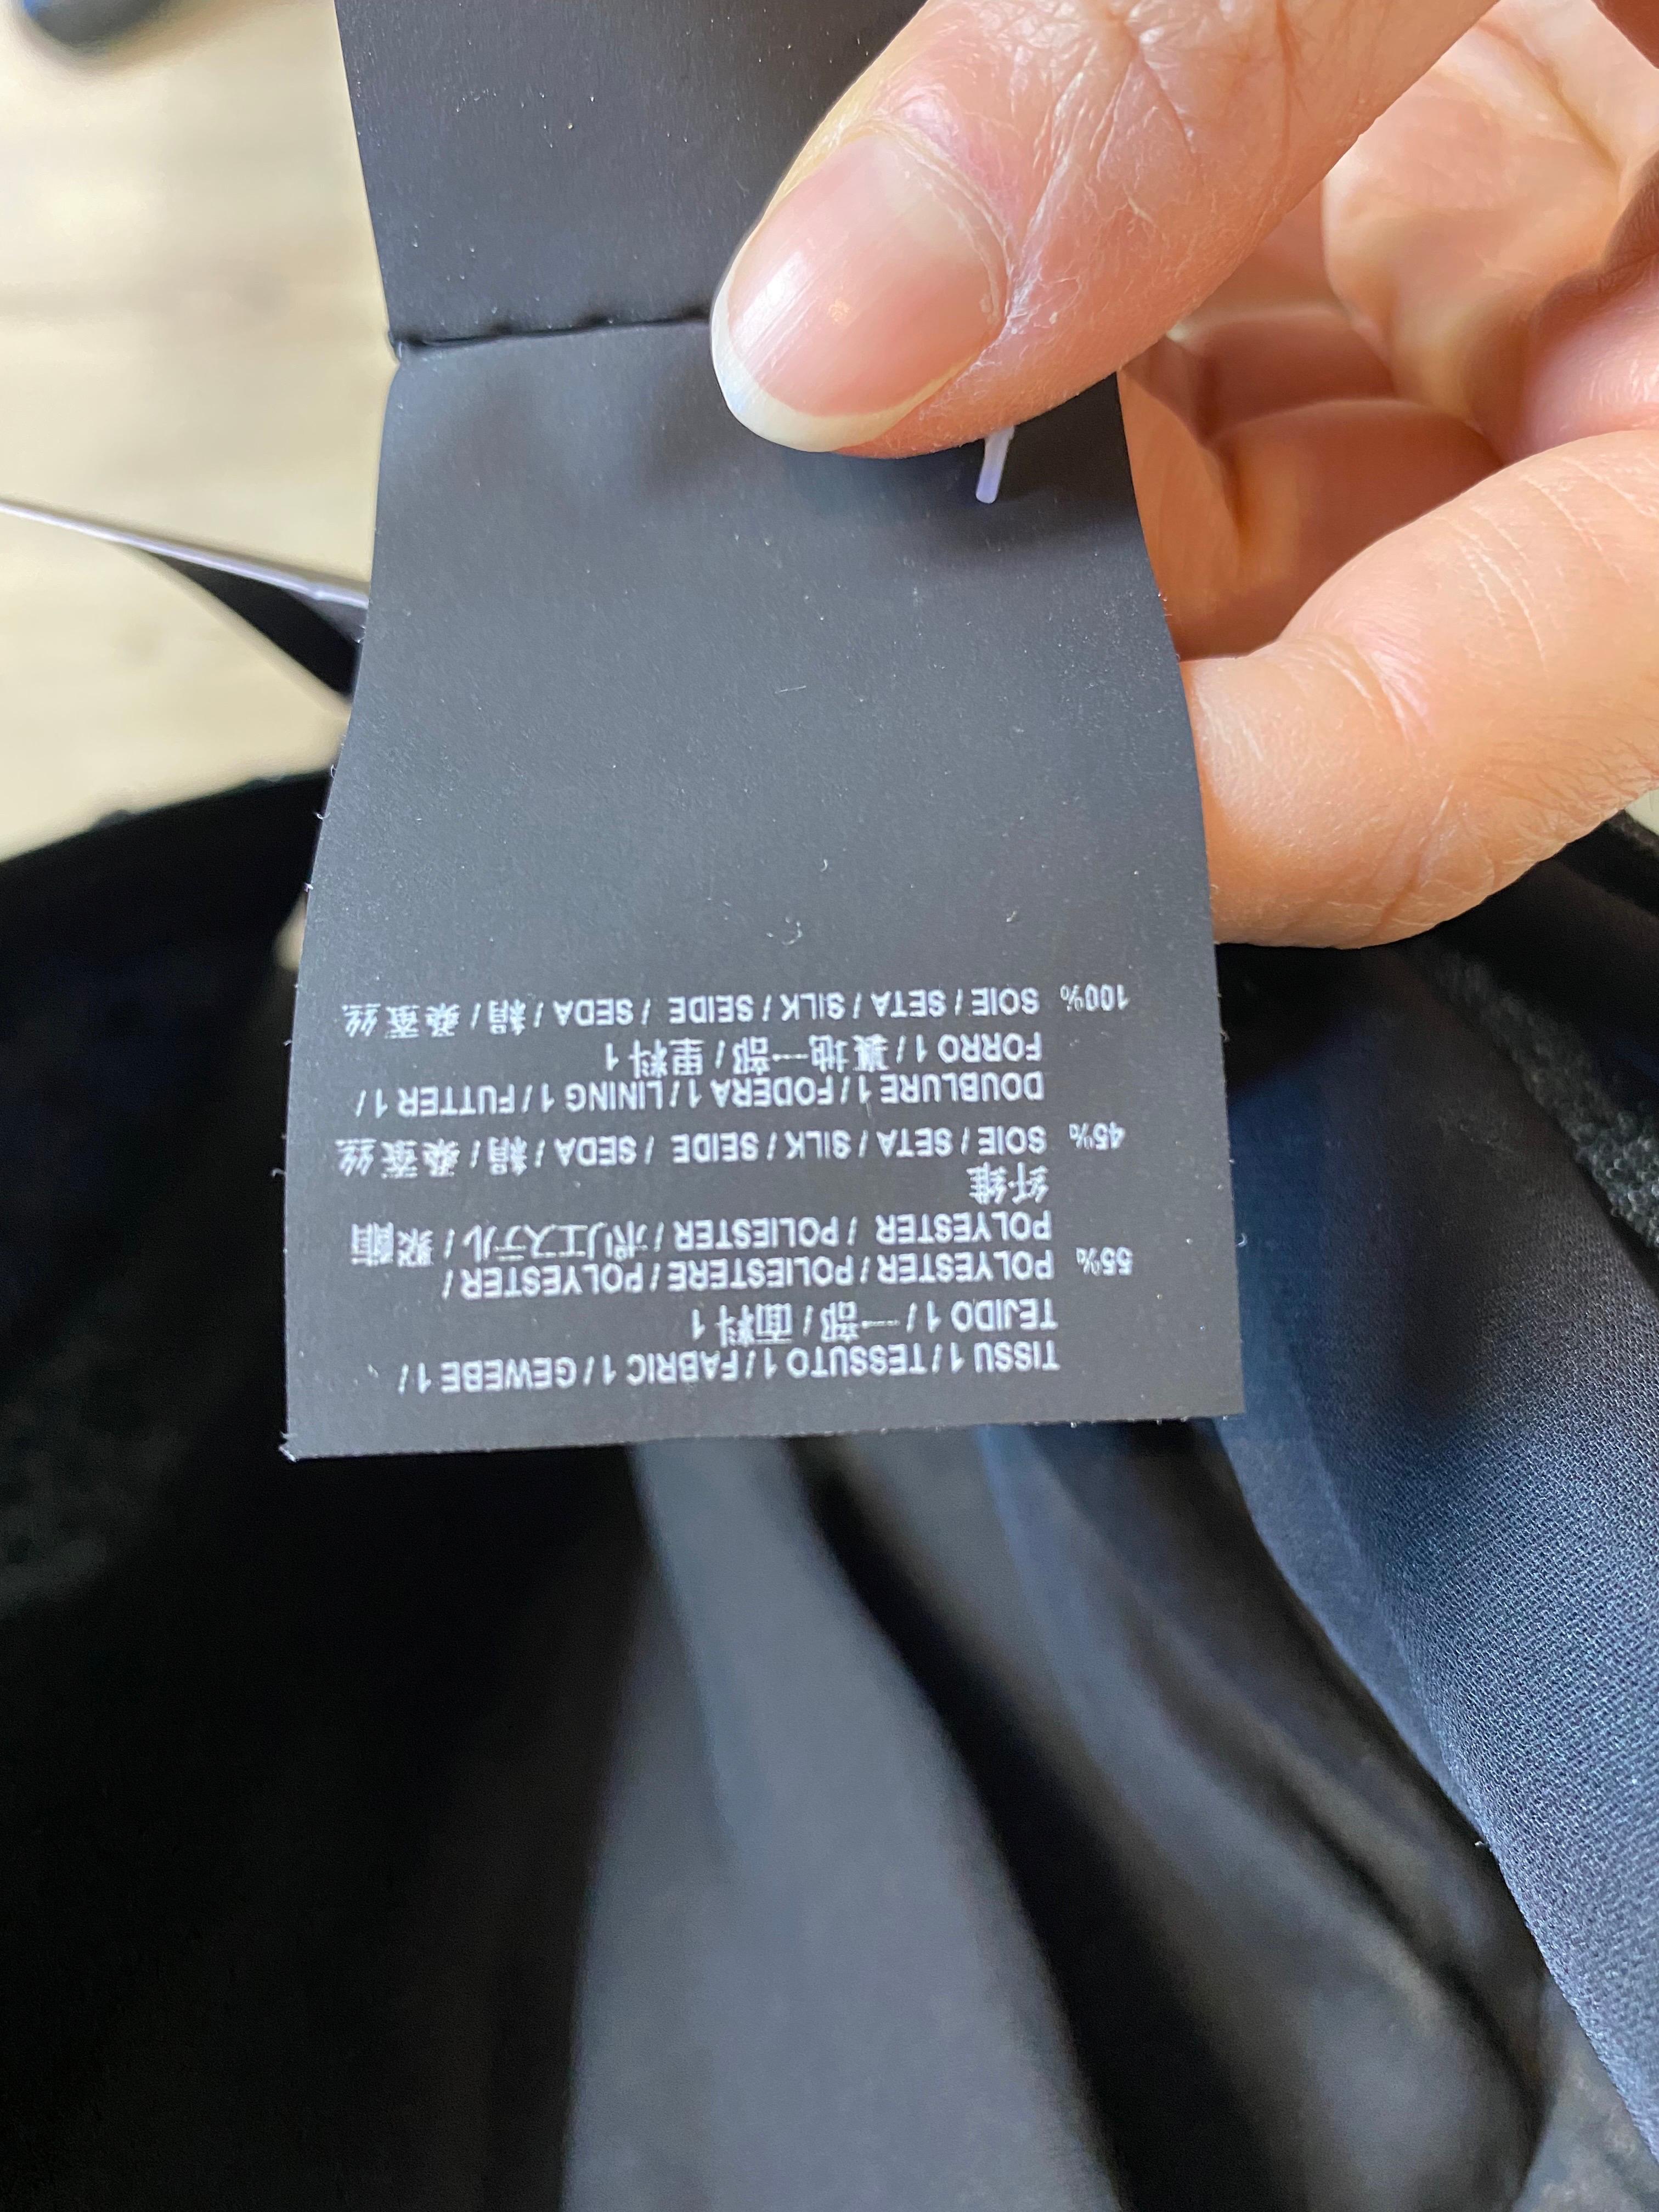 TISSU 1 / TESSUTO 1 / FABRIC 1 / GEWEBE 1 /
TEJIDO 1 / 一部 / 面料 1
55% POLYESTER / POLIESTERE / POLYESTER /
POLYESTER / POLIESTER / ポリエステル / 聚酯
纤维
45% SOIE / SETA / SILK / SEIDE / SEDA / 絹 / 桑蚕丝
DOUBLURE 1 / FODERA 1 / LINING 1 / FUTTER 1 /
FORRO 1 / 裏地一部 / 里料 1
100% SOIE / SETA / SILK / SEIDE / SEDA / 絹 / 桑蚕丝